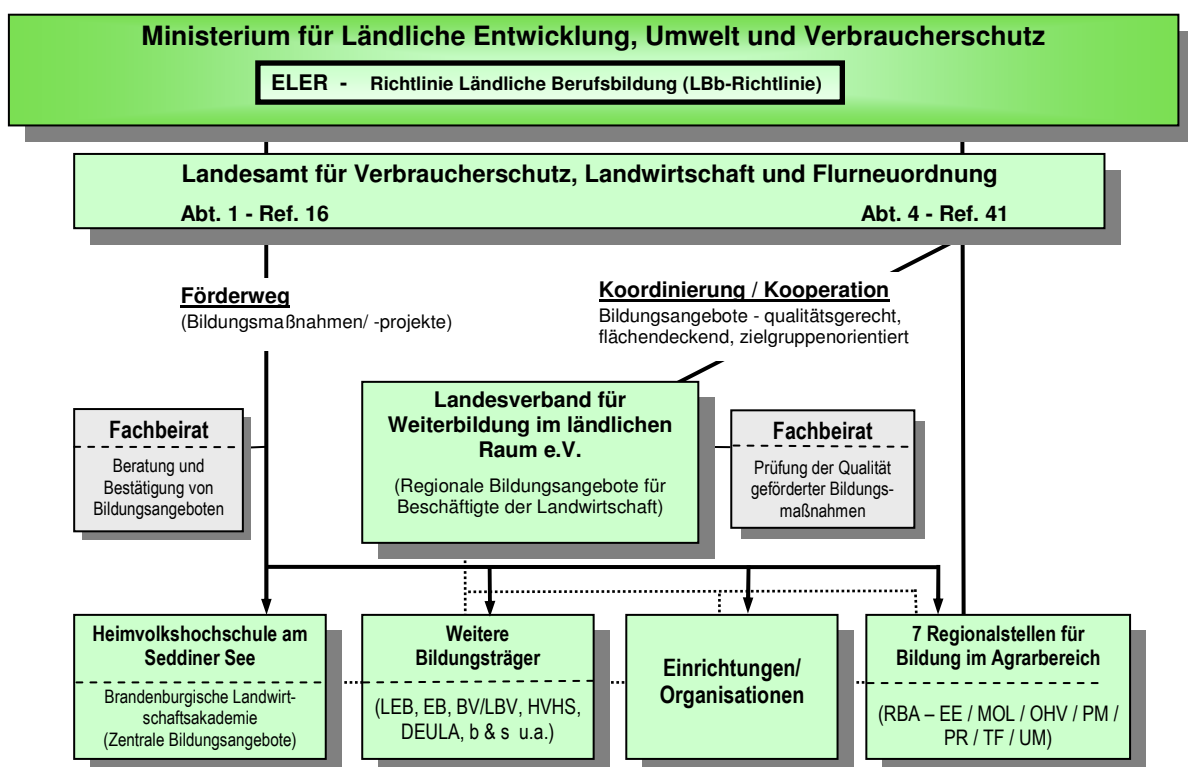 Ministerium für Ländliche Entwicklung, Umwelt und Verbraucherschutz
ELER - Richtlinie Ländliche Berufsbildung (LBb-Richtlinie)
Landesamt für Verbraucherschutz, Landwirtschaft und Flurneuordnung
Abt. 1 - Ref. 16
Abt. 4 - Ref. 41
Förderweg
(Bildungsmaßnahmen/ -projekte)
Koordinierung / Kooperation
Bildungsangebote - qualitätsgerecht,
flächendeckend, zielgruppenorientiert
Fachbeirat
Beratung und
Bestätigung von
Bildungsangeboten
Landesverband für
Weiterbildung im ländlichen
Raum e.V.
(Regionale Bildungsangebote für
Beschäftigte der Landwirtschaft)
Fachbeirat
Prüfung der Qualität
geförderter Bildungs-
maßnahmen
Heimvolkshochschule am
Seddiner See
Brandenburgische Landwirt-
schaftsakademie
(Zentrale Bildungsangebote)
Weitere
Bildungsträger
(LEB, EB, BV/LBV, HVHS,
DEULA, b & s u.a.)
Einrichtungen/
Organisationen
7 Regionalstellen für
Bildung im Agrarbereich
(RBA – EE / MOL / OHV / PM /
PR / TF / UM)